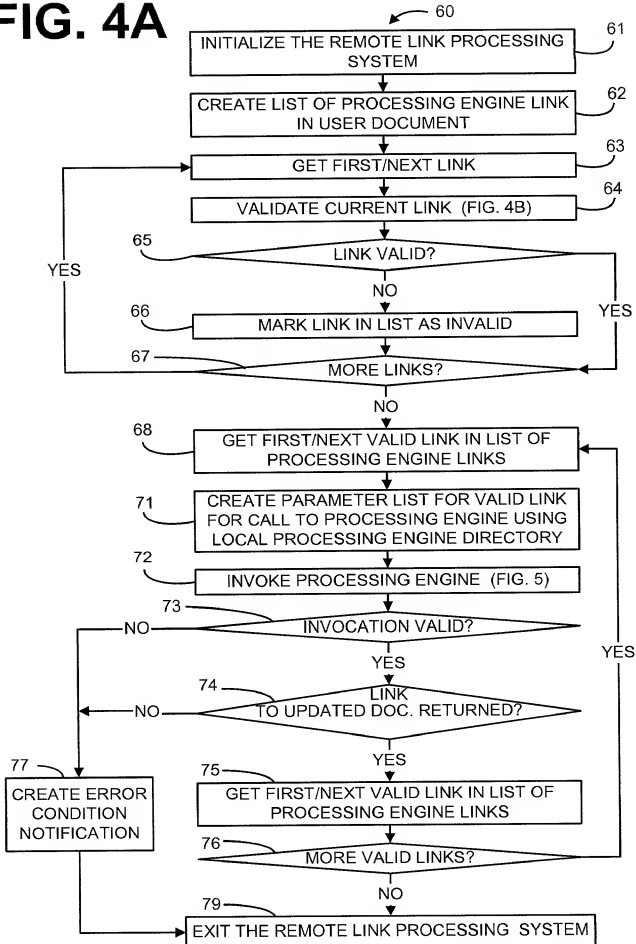 FIG. 4A
60
INITIALIZE THE REMOTE LINK PROCESSING
SYSTEM
61
CREATE LIST OF PROCESSING ENGINE LINK
IN USER DOCUMENT
62
GET FIRST/NEXT LINK
63
VALIDATE CURRENT LINK (FIG. 4B)
64
65
LINK VALID?
YES
NO
YES
66
MARK LINK IN LIST AS INVALID
67
MORE LINKS?
NO
68
GET FIRST/NEXT VALID LINK IN LIST OF
PROCESSING ENGINE LINKS
71
CREATE PARAMETER LIST FOR VALID LINK
FOR CALL TO PROCESSING ENGINE USING
LOCAL PROCESSING ENGINE DIRECTORY
72
INVOKE PROCESSING ENGINE (FIG. 5)
73
NO
INVOCATION VALID?
YES
YES
74
LINK
NO
TO UPDATED DOC. RETURNED?
YES
77
CREATE ERROR
CONDITION
NOTIFICATION
75
GET FIRST/NEXT VALID LINK IN LIST OF
PROCESSING ENGINE LINKS
76
MORE VALID LINKS?
NO
79
EXIT THE REMOTE LINK PROCESSING SYSTEM